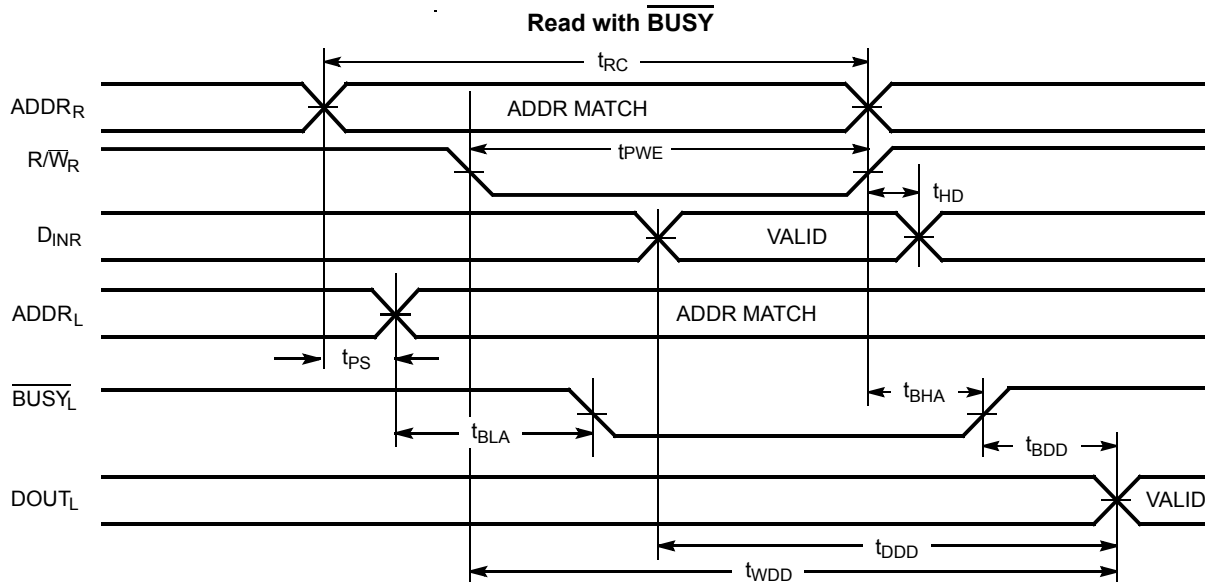 Read with BUSY
tRC
ADDRR
ADDR MATCH
R/WR
tPWE
tHD
DINR
VALID
ADDRL
ADDR MATCH
tPS
BUSYL
tBHA
tBLA
tBDD
DOUTL
VALID
tDDD
tWDD